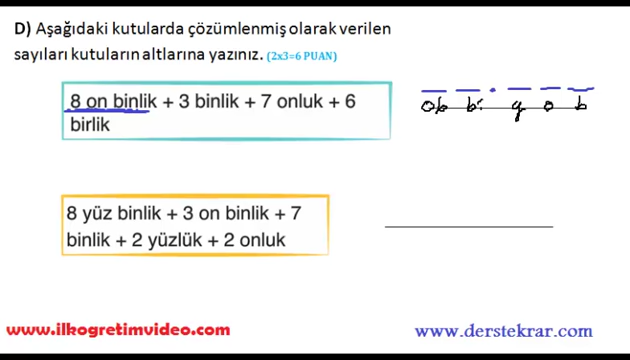 D) Aşağıdaki kutularda çözümlenmiş olarak verilen
sayıları kutuların altlarına yazınız. (2x3=6 PUAN)
8 on binlik + 3 binlik + 7 onluk + 6
birlik
ob b. y o b
8 yüz binlik + 3 on binlik + 7
binlik + 2 yüzlük + 2 onluk
www.ilkogretimvideo.com
www.derstekrar.com